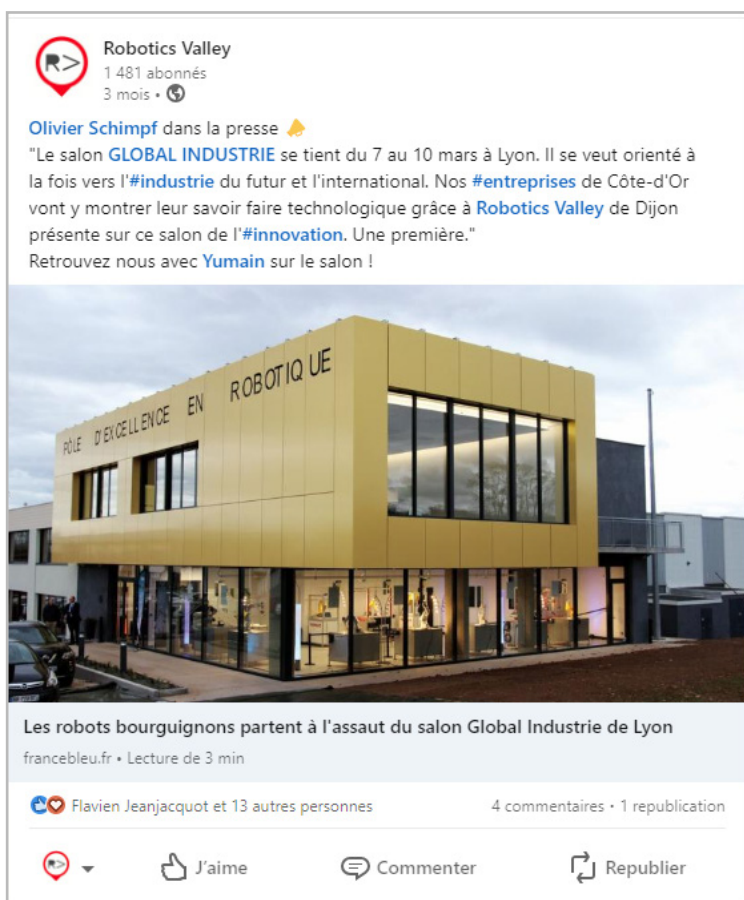 R>
Robotics Valley
1 481 abonnés
3 mois •
Olivier Schimpf dans la presse
"Le salon GLOBAL INDUSTRIE se tient du 7 au 10 mars à Lyon. Il se veut orienté à
la fois vers l'#industrie du futur et l'international. Nos #entreprises de Côte-d'Or
vont y montrer leur savoir faire technologique grâce à Robotics Valley de Dijon
présente sur ce salon de l'#innovation. Une première."
Retrouvez nous avec Yumain sur le salon !
PÔLE D'EXCELLENCE EN ROBOTIQUE
Les robots bourguignons partent à l'assaut du salon Global Industrie de Lyon
francebleu.fr • Lecture de 3 min
Flavien Jeanjacquot et 13 autres personnes 4 commentaires • 1 republication
R> J'aime Commenter Republier